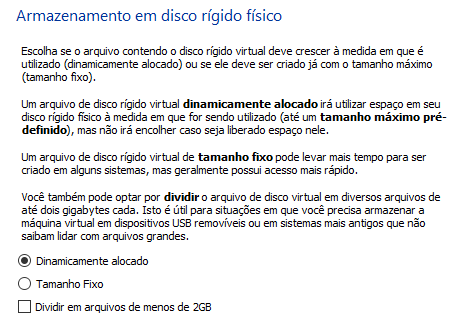 Armazenamento em disco rígido físico
Escolha se o arquivo contendo o disco rígido virtual deve crescer à medida em que é
utilizado (dinamicamente alocado) ou se ele deve ser criado já com o tamanho máximo
(tamanho fixo).
Um arquivo de disco rígido virtual dinamicamente alocado irá utilizar espaço em seu
disco rígido físico à medida em que for sendo utilizado (até um tamanho máximo pré-
definido), mas não irá encolher caso seja liberado espaço nele.
Um arquivo de disco rígido virtual de tamanho fixo pode levar mais tempo para ser
criado em alguns sistemas, mas geralmente possui acesso mais rápido.
Você também pode optar por dividir o arquivo de disco virtual em diversos arquivos de
até dois gigabytes cada. Isto é útil para situações em que você precisa armazenar a
máquina virtual em dispositivos USB removíveis ou em sistemas mais antigos que não
saibam lidar com arquivos grandes.
Dinamicamente alocado
Tamanho Fixo
Dividir em arquivos de menos de 2GB